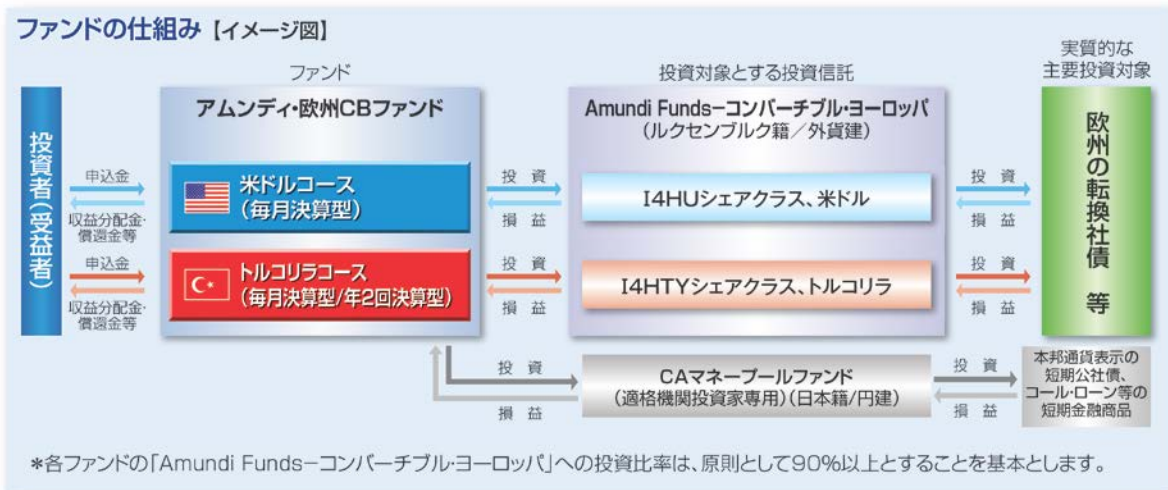 ファンドの仕組み【イメージ図】
ファンド
投資対象とする投資信託
実質的な
主要投資対象
投資者(受益者)
申込金
収益分配金・
償還金等
申込金
収益分配金・
償還金等
アムンディ・欧州CBファンド
米ドルコース
(毎月決算型)
トルコリラコース
(毎月決算型/年2回決算型)
投 資
損 益
投 資
損 益
Amundi Funds−コンバーチブル・ヨーロッパ
(ルクセンブルク籍/外貨建)
I4HUシェアクラス、米ドル
I4HTYシェアクラス、トルコリラ
投 資
損 益
投 資
損 益
欧州の転換社債 等
投 資
損 益
CAマネープールファンド
(適格機関投資家専用)(日本籍/円建)
投 資
損 益
本邦通貨表示の
短期公社債、
コール・ローン等の
短期金融商品
*各ファンドの「Amundi Funds−コンバーチブル・ヨーロッパ」への投資比率は、原則として90%以上とすることを基本とします。